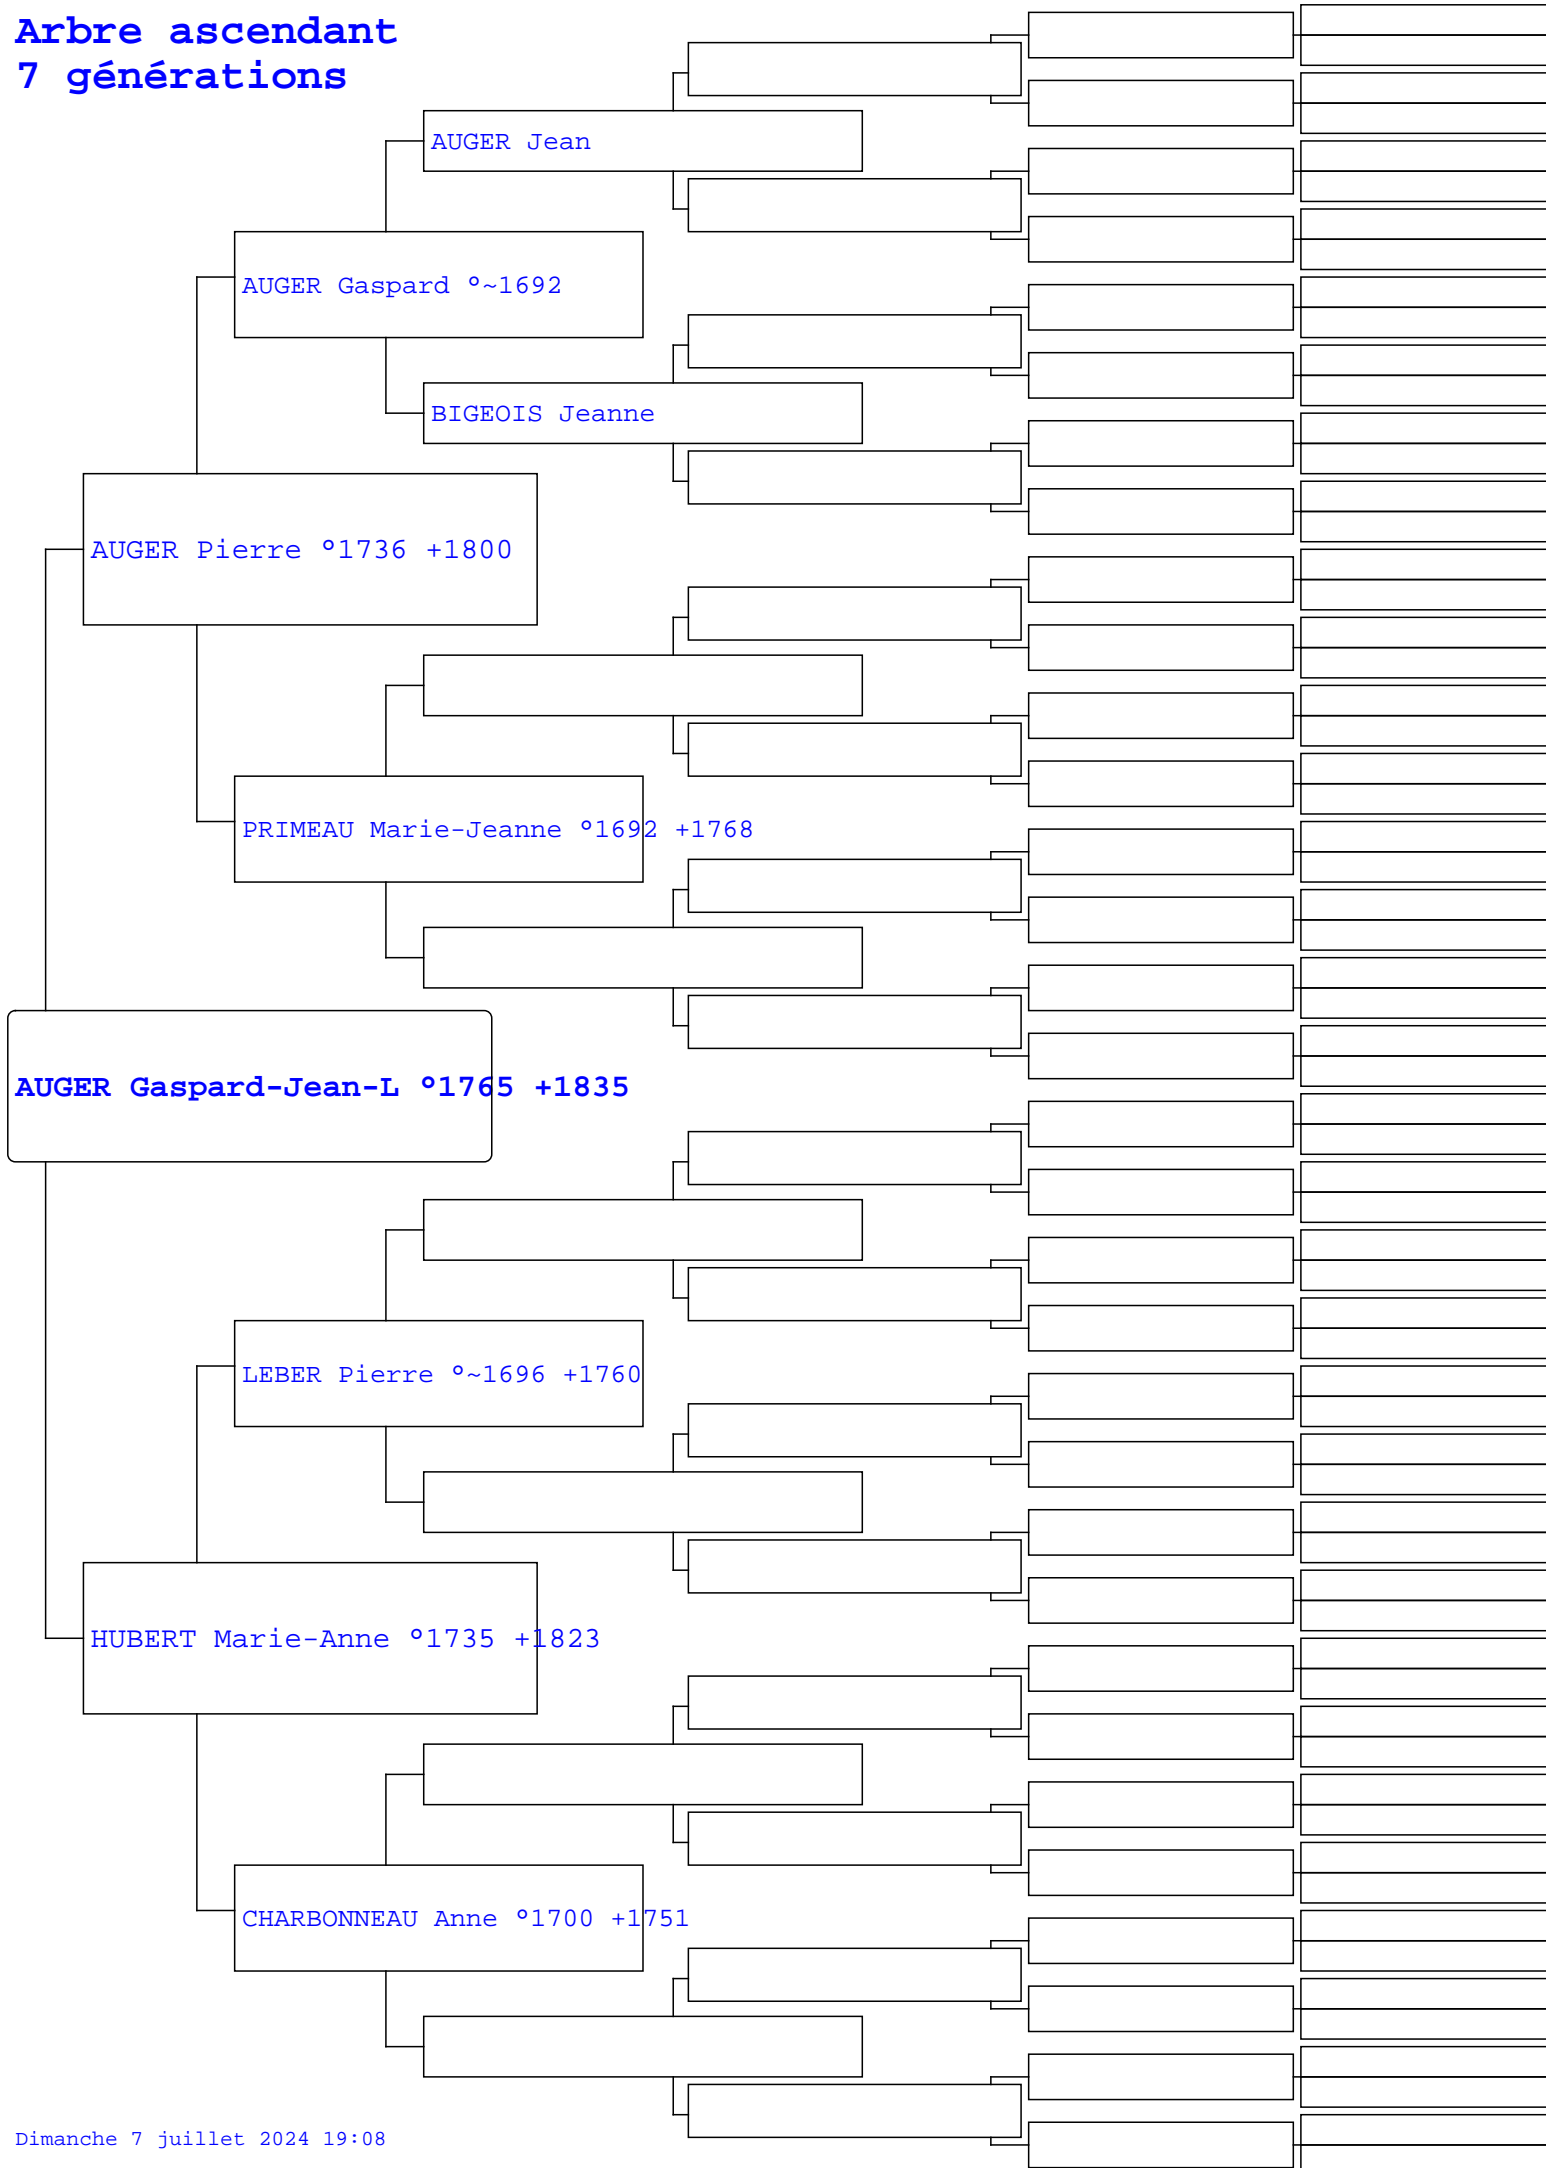 Arbre ascendant
7 générations
AUGER Jean
AUGER Gaspard °~1692
BIGEOIS Jeanne
AUGER Pierre °1736 +1800
PRIMEAU Marie-Jeanne °1692 +1768
AUGER Gaspard-Jean-L °1765 +1835
LEBER Pierre °~1696 +1760
HUBERT Marie-Anne °1735 +1823
CHARBONNEAU Anne °1700 +1751
Dimanche 7 juillet 2024 19:08